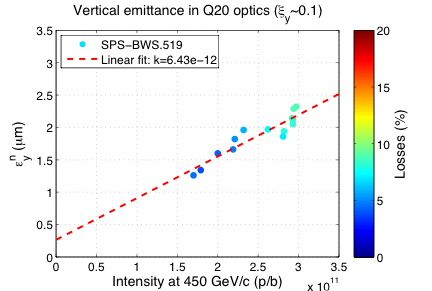 Vertical emittance in Q20 optics (ξy~0.1)
3.5
3
2.5
2
1.5
1
0.5
0
εyn (μm)
SPS−BWS.519
Linear fit: k=6.43e−12
0 0.5 1 1.5 2 2.5 3 3.5
x 10^11
Intensity at 450 GeV/c (p/b)
20
15
10
5
0
Losses (%)